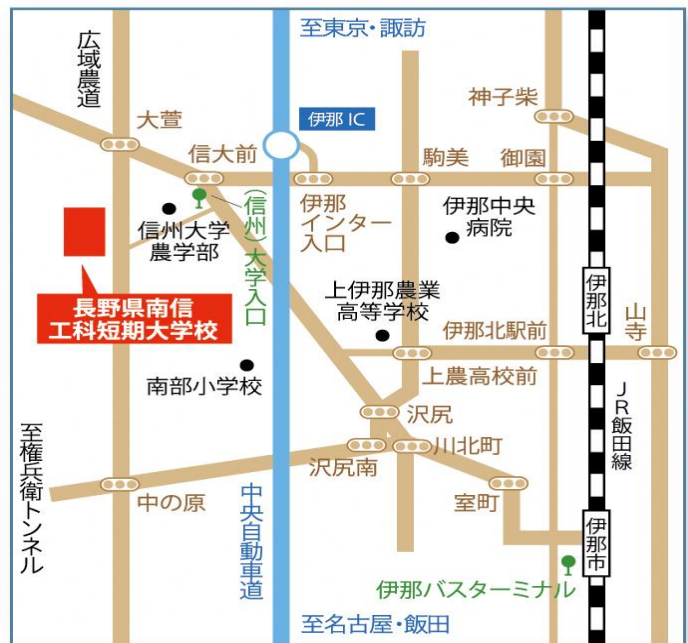 至東京・諏訪
広域農道
大萱
信大前
伊那 IC
神子柴
駒美
御園
伊那
インター
入口
(信州)大学入口
信州大学
農学部
伊那中央
病院
長野県南信
工科短期大学校
上伊那農業
高等学校
伊那北駅前
伊那北
山寺
上農高校前
南部小学校
JR飯田線
沢尻
川北町
沢尻南
至権兵衛トンネル
中の原
中央自動車道
室町
伊那市
伊那バスターミナル
至名古屋・飯田